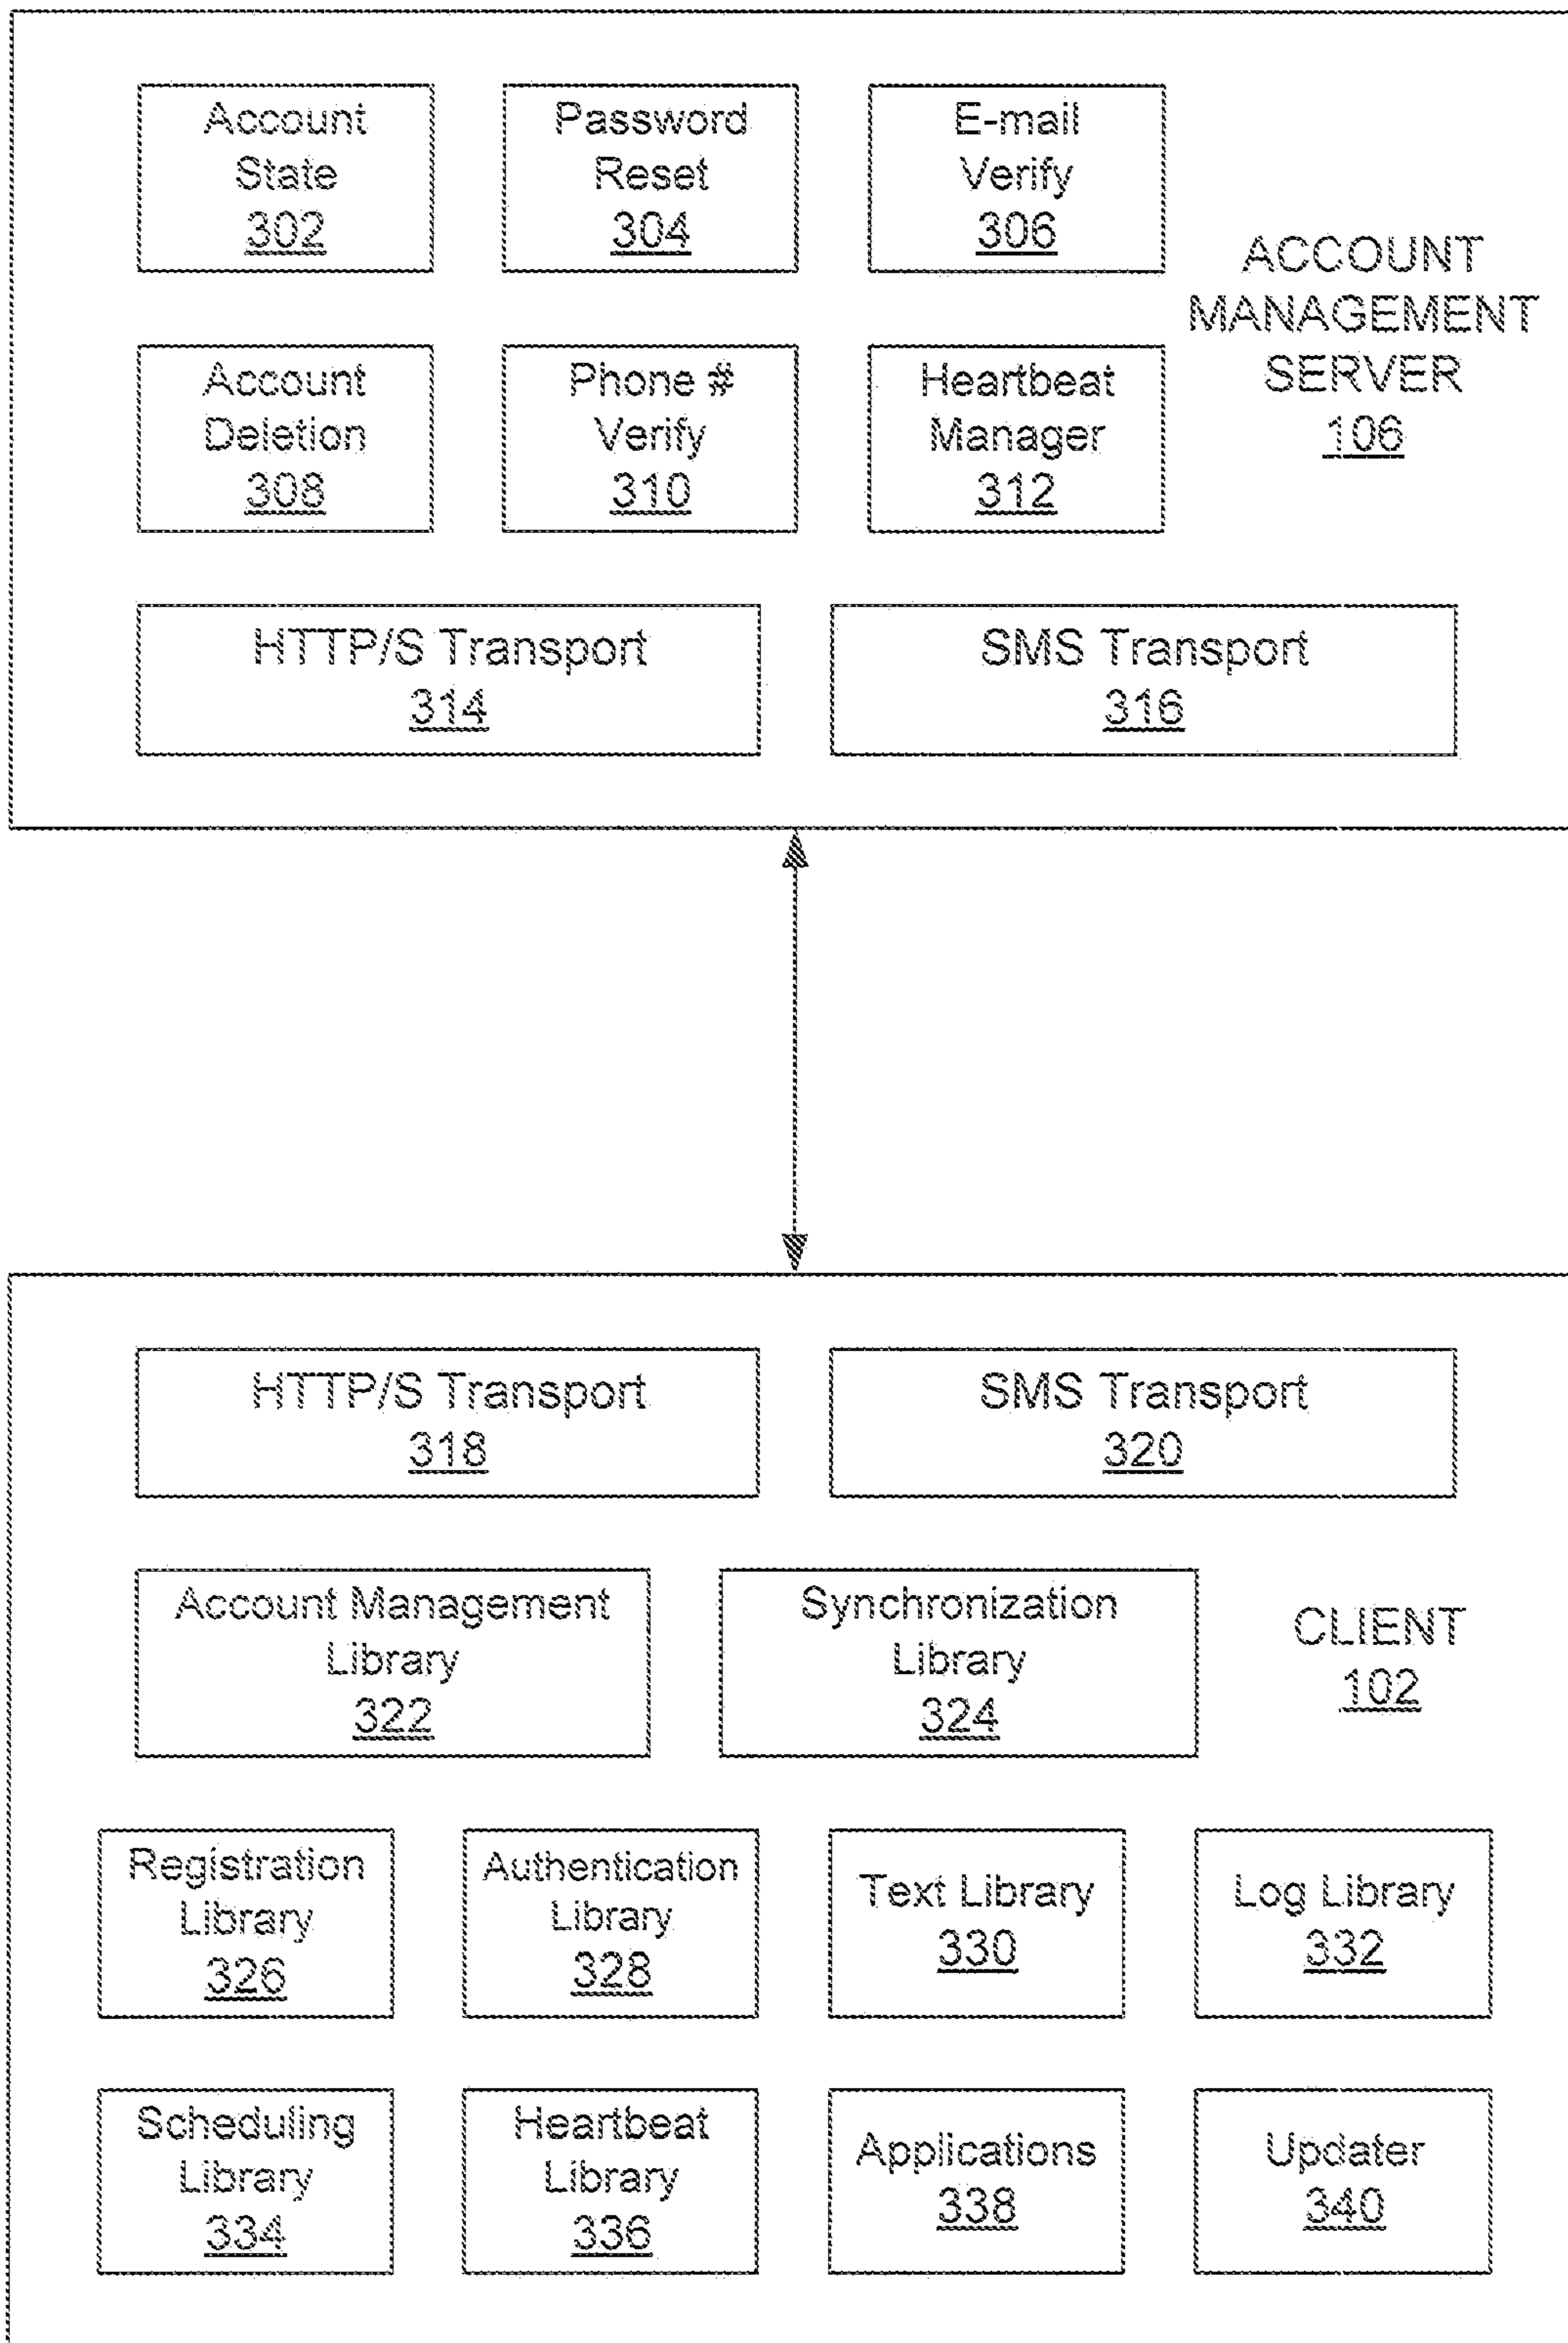 Account
State
302
Password
Reset
304
E-mail
Verify
306
ACCOUNT
MANAGEMENT
SERVER
106
Account
Deletion
308
Phone #
Verify
310
Heartbeat
Manager
312
HTTP/S Transport
314
SMS Transport
316
HTTP/S Transport
318
SMS Transport
320
Account Management
Library
322
Synchronization
Library
324
CLIENT
102
Registration
Library
326
Authentication
Library
328
Text Library
330
Log Library
332
Scheduling
Library
334
Heartbeat
Library
336
Applications
338
Updater
340